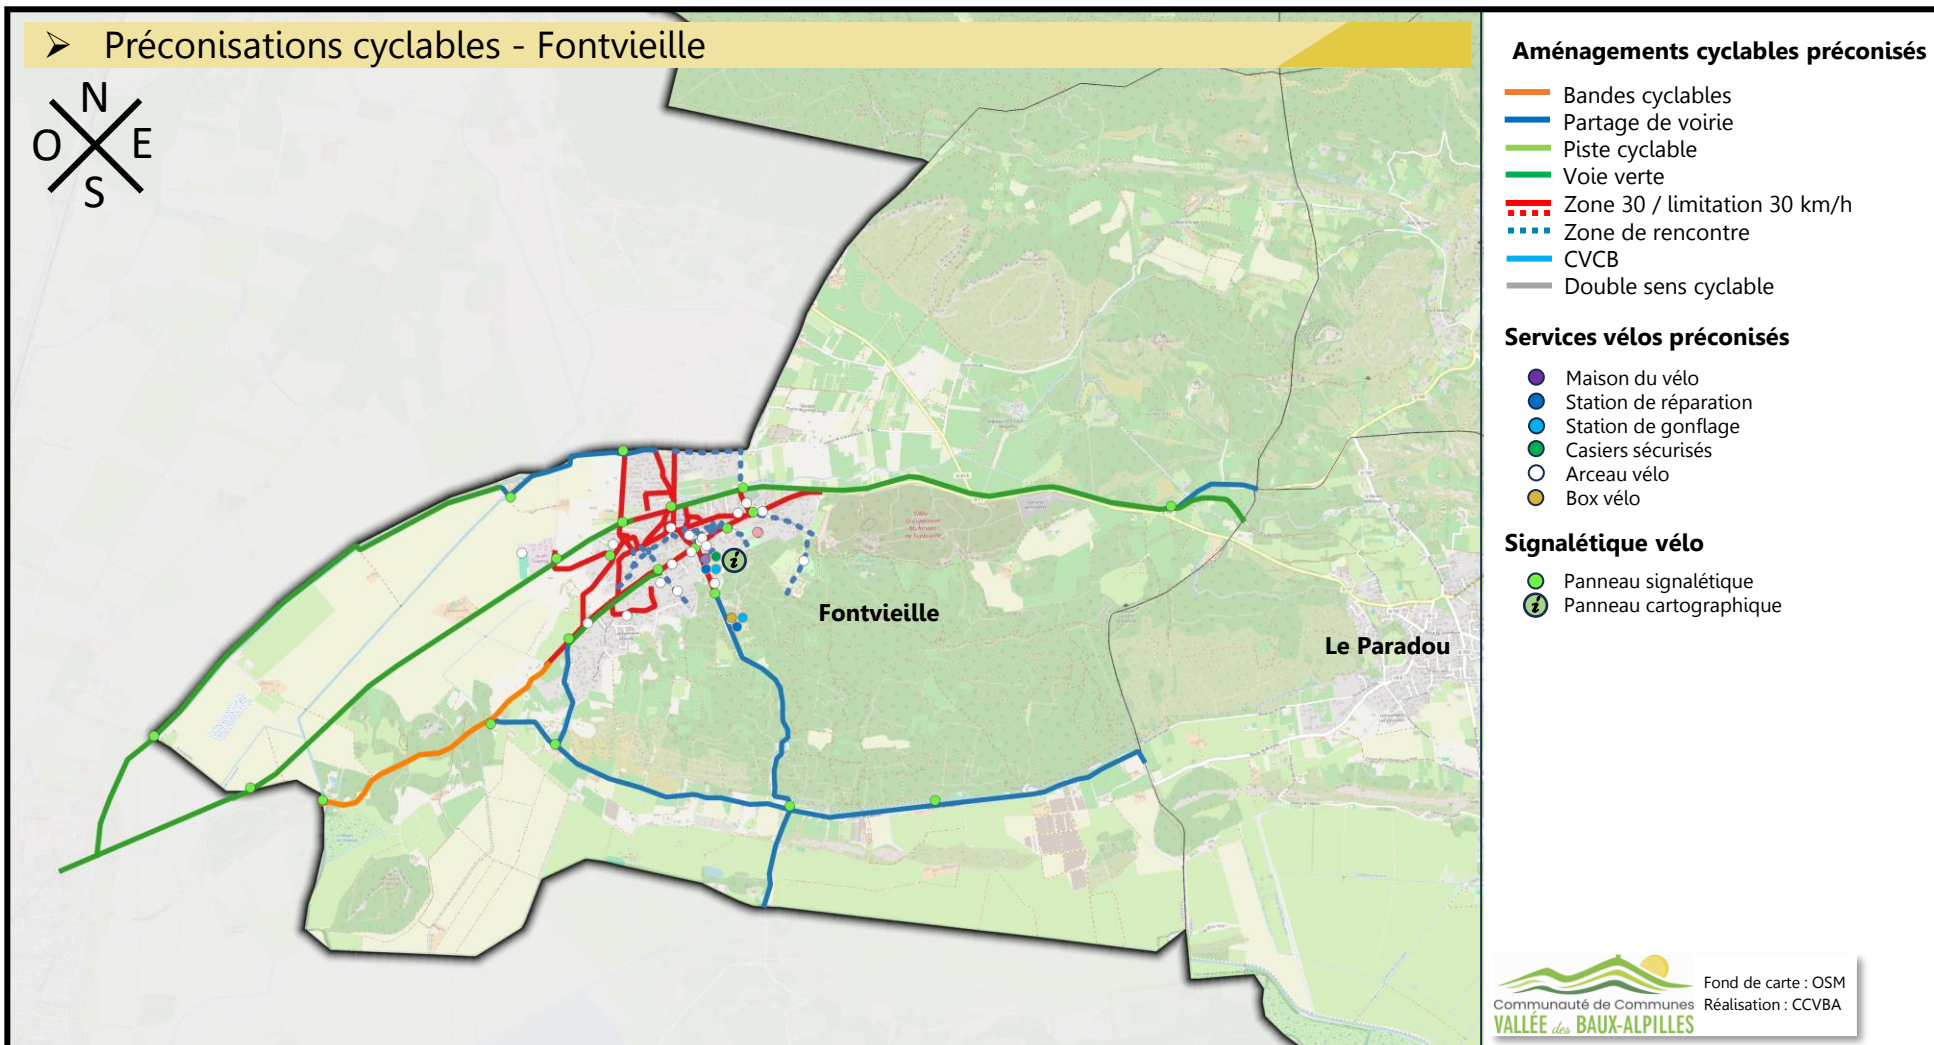 ➤ Préconisations cyclables - Fontvieille
N
O E
S
Fontvieille
Le Paradou
Aménagements cyclables préconisés
Bandes cyclables
Partage de voirie
Piste cyclable
Voie verte
Zone 30 / limitation 30 km/h
Zone de rencontre
CVCB
Double sens cyclable
Services vélos préconisés
Maison du vélo
Station de réparation
Station de gonflage
Casiers sécurisés
Arceau vélo
Box vélo
Signalétique vélo
Panneau signalétique
i Panneau cartographique
Communauté de Communes
VALLÉE des BAUX-ALPILLES
Fond de carte : OSM
Réalisation : CCVBA